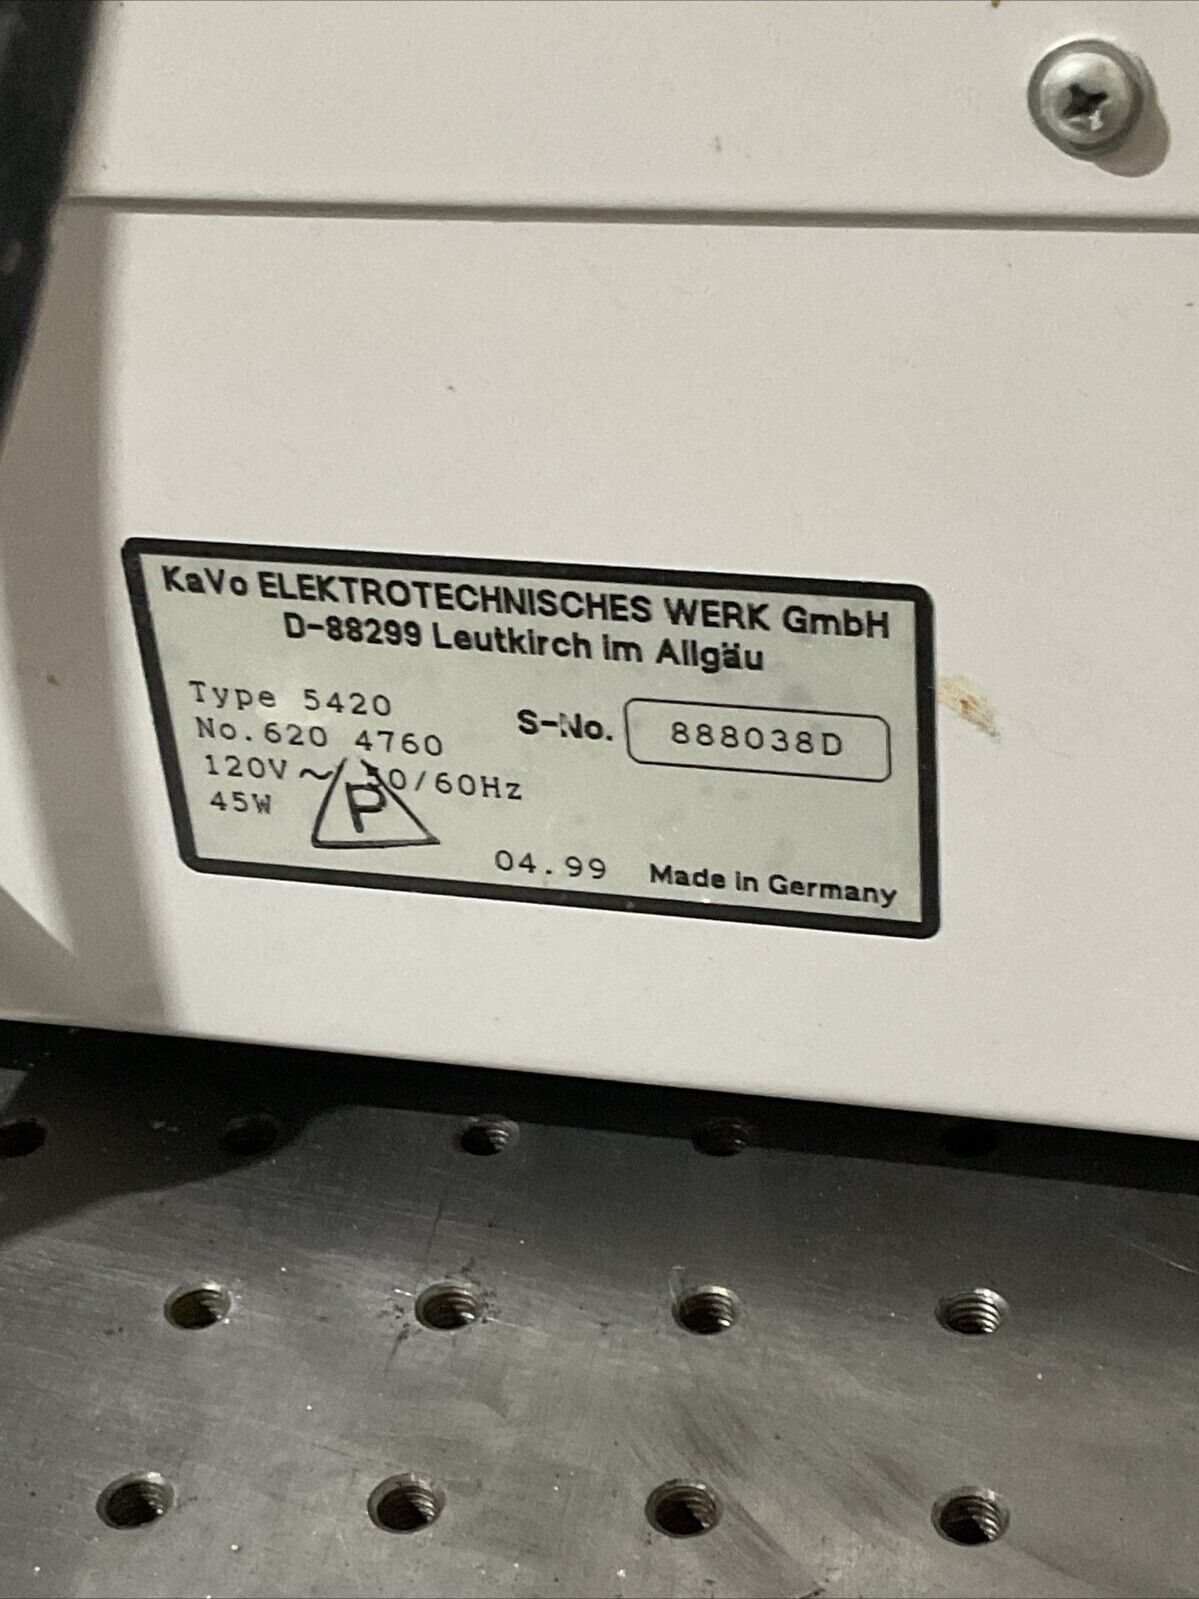 KaVo ELEKTROTECHNISCHES WERK GmbH
D-88299 Leutkirch im Allgäu
Type 5420
No.620 4760
S-No. 888038D
120V ~ 50/60Hz
45W
P
04.99 Made in Germany